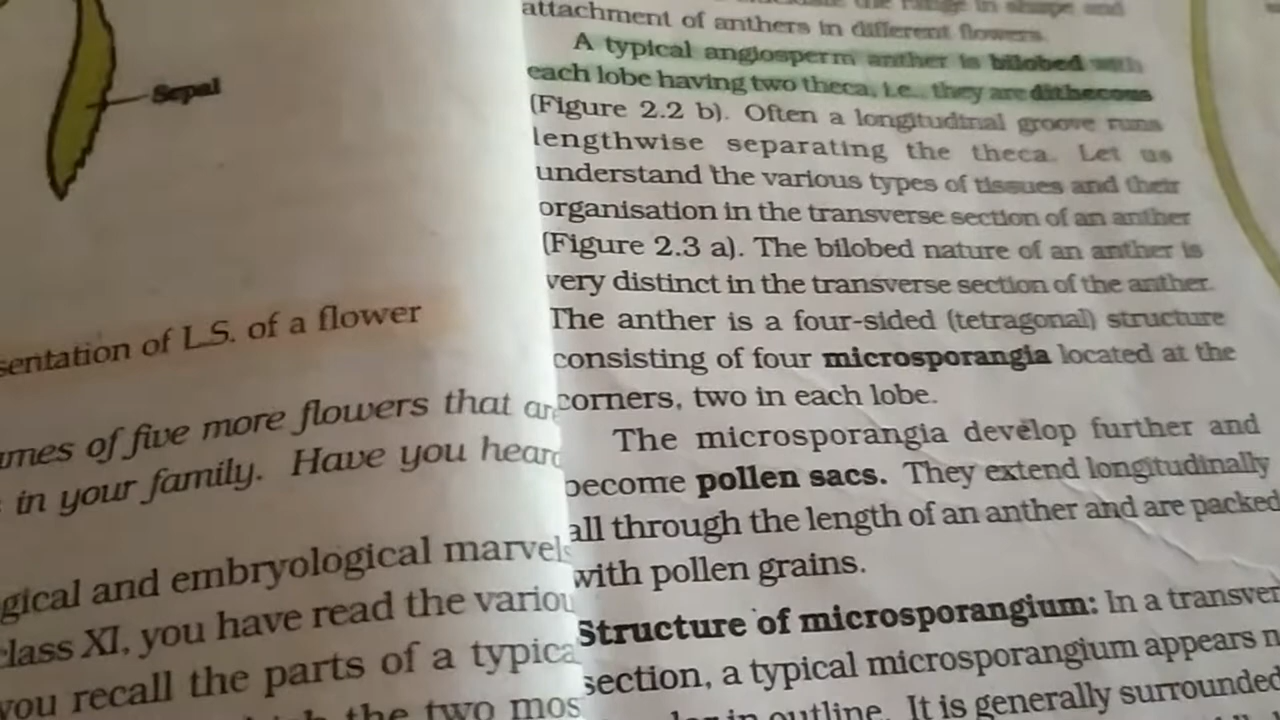 Sepal
sentation of L.S. of a flower
umes of five more flowers that are
in your family. Have you heard
gical and embryological marvels
class XI, you have read the variou
you recall the parts of a typica
the two mos
attachment of anthers in different flowers.
A typical angiosperm anther is bilobed with
each lobe having two theca, i.e., they are dithecous
(Figure 2.2 b). Often a longitudinal groove runs
lengthwise separating the theca. Let us
understand the various types of tissues and their
organisation in the transverse section of an anther
(Figure 2.3 a). The bilobed nature of an anther is
very distinct in the transverse section of the anther.
The anther is a four-sided (tetragonal) structure
consisting of four microsporangia located at the
corners, two in each lobe.
The microsporangia develop further and
become pollen sacs. They extend longitudinally
all through the length of an anther and are packed
with pollen grains.
Structure of microsporangium: In a transver
section, a typical microsporangium appears n
in outline. It is generally surrounded